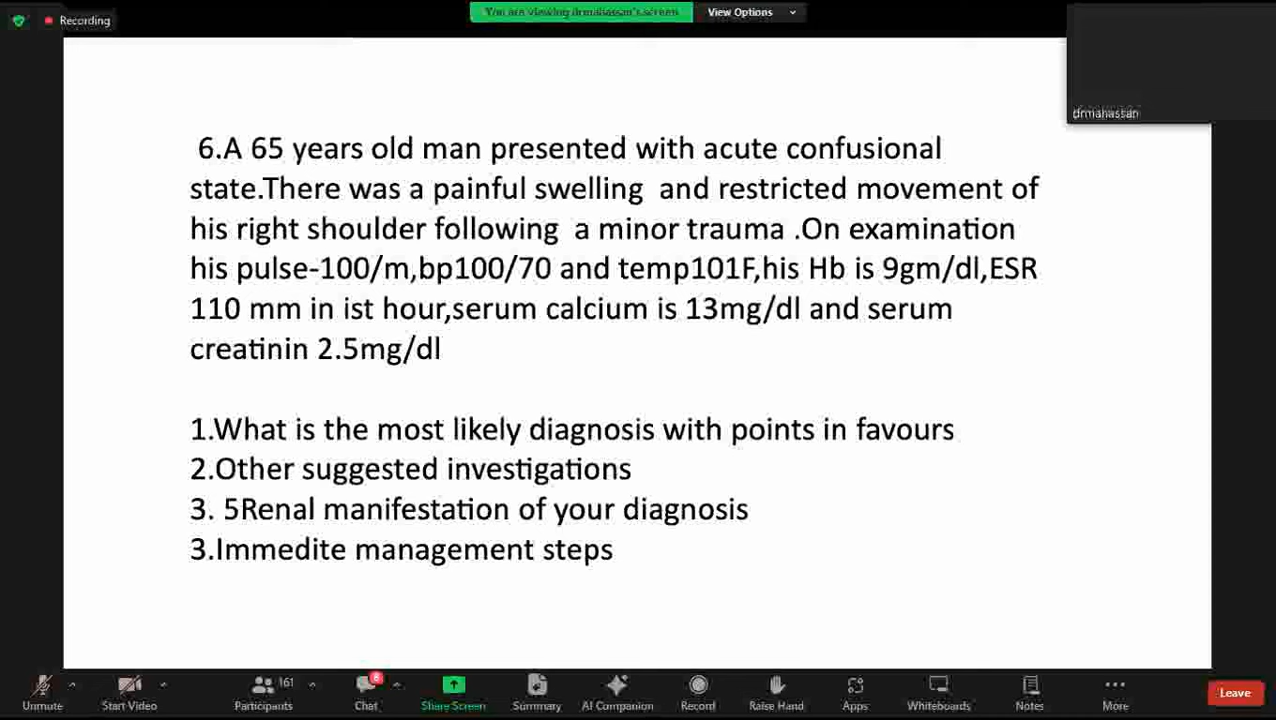 Recording
You are viewing drmahassan's screen
View Options
drmahassan
6.A 65 years old man presented with acute confusional
state.There was a painful swelling and restricted movement of
his right shoulder following a minor trauma .On examination
his pulse-100/m,bp100/70 and temp101F,his Hb is 9gm/dl,ESR
110 mm in ist hour,serum calcium is 13mg/dl and serum
creatinin 2.5mg/dl
1.What is the most likely diagnosis with points in favours
2.Other suggested investigations
3. 5Renal manifestation of your diagnosis
3.Immedite management steps
161
8
Unmute
Start Video
Participants
Chat
Share Screen
Summary
AI Companion
Record
Raise Hand
Apps
Whiteboards
Notes
More
Leave